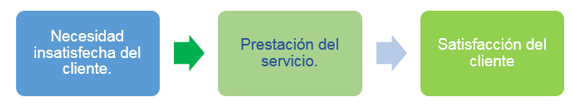 Necesidad
insatisfecha del
cliente.
Prestación del
servicio.
Satisfacción del
cliente